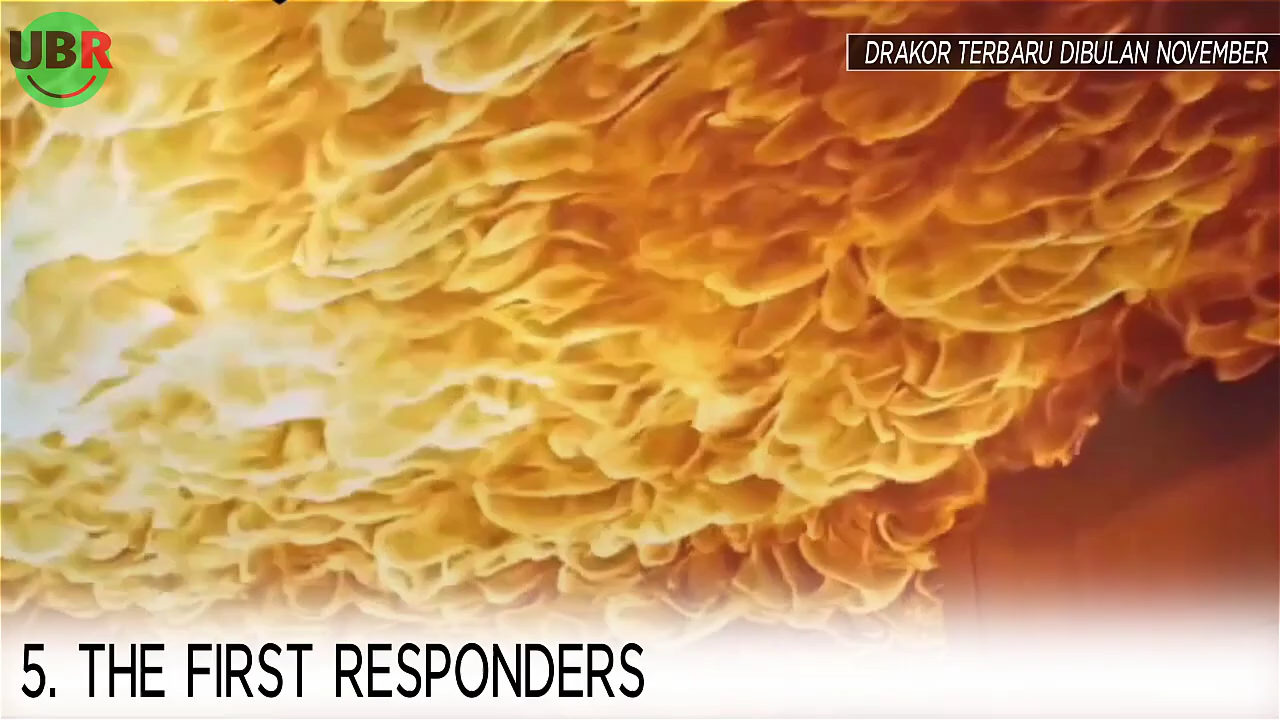 UBR
DRAKOR TERBARU DIBULAN NOVEMBER
5. THE FIRST RESPONDERS